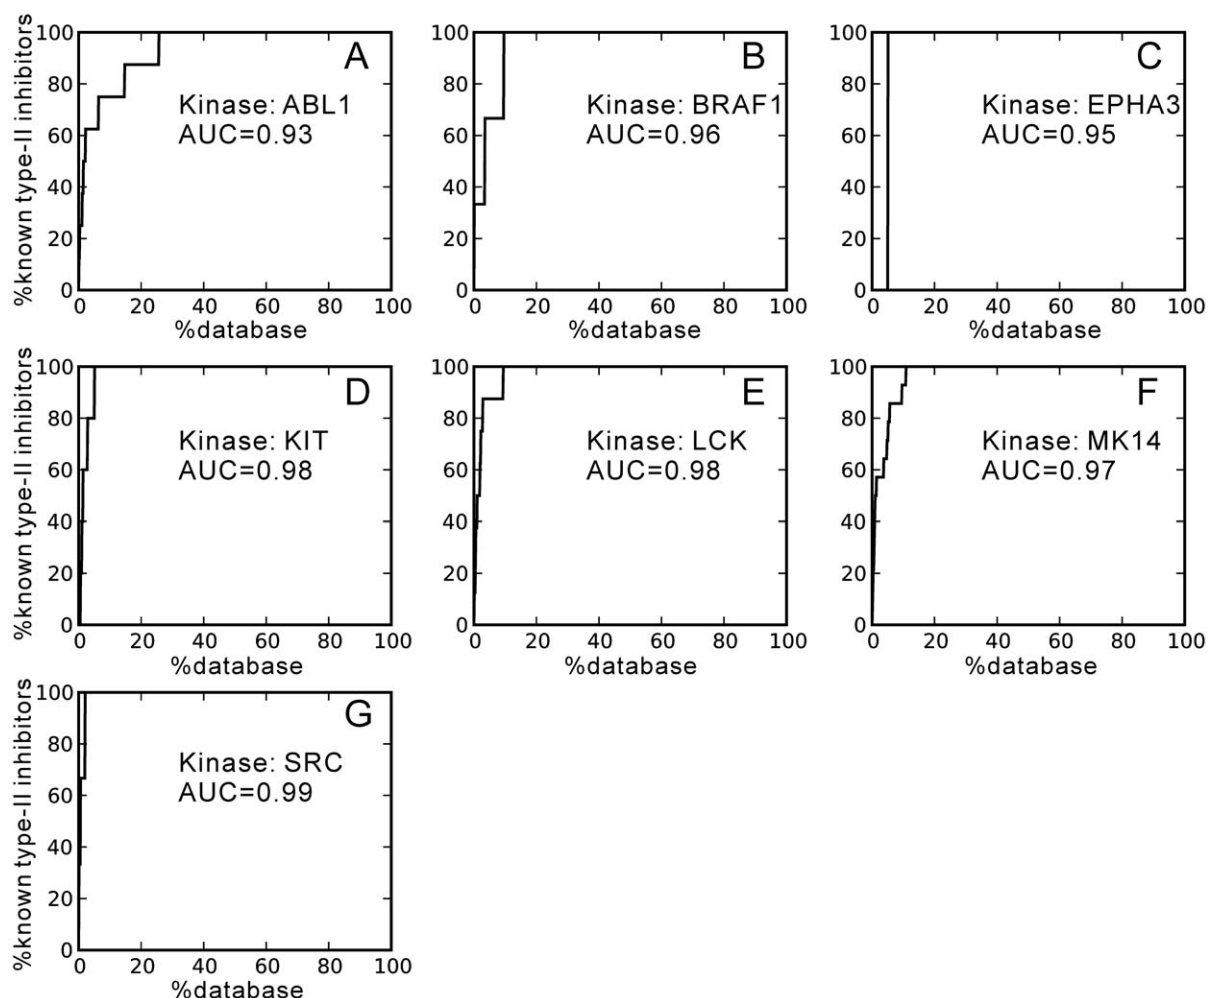 %known type-II inhibitors
100
80
60
40
20
0
A
Kinase: ABL1
AUC=0.93
0 20 40 60 80 100
%database
100
80
60
40
20
0
B
Kinase: BRAF1
AUC=0.96
0 20 40 60 80 100
%database
100
80
60
40
20
0
C
Kinase: EPHA3
AUC=0.95
0 20 40 60 80 100
%database
%known type-II inhibitors
100
80
60
40
20
0
D
Kinase: KIT
AUC=0.98
0 20 40 60 80 100
%database
100
80
60
40
20
0
E
Kinase: LCK
AUC=0.98
0 20 40 60 80 100
%database
100
80
60
40
20
0
F
Kinase: MK14
AUC=0.97
0 20 40 60 80 100
%database
%known type-II inhibitors
100
80
60
40
20
0
G
Kinase: SRC
AUC=0.99
0 20 40 60 80 100
%database